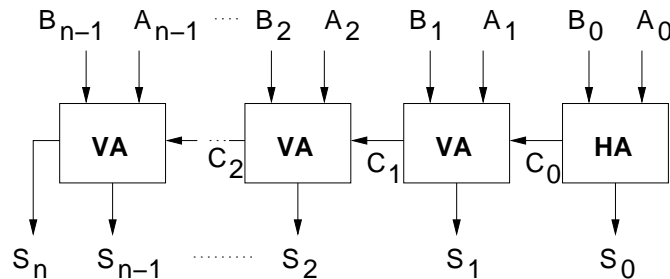 Bn−1 An−1 ····· B2 A2 B1 A1 B0 A0
VA VA VA HA
C2 C1 C0
Sn Sn−1 ·········· S2 S1 S0